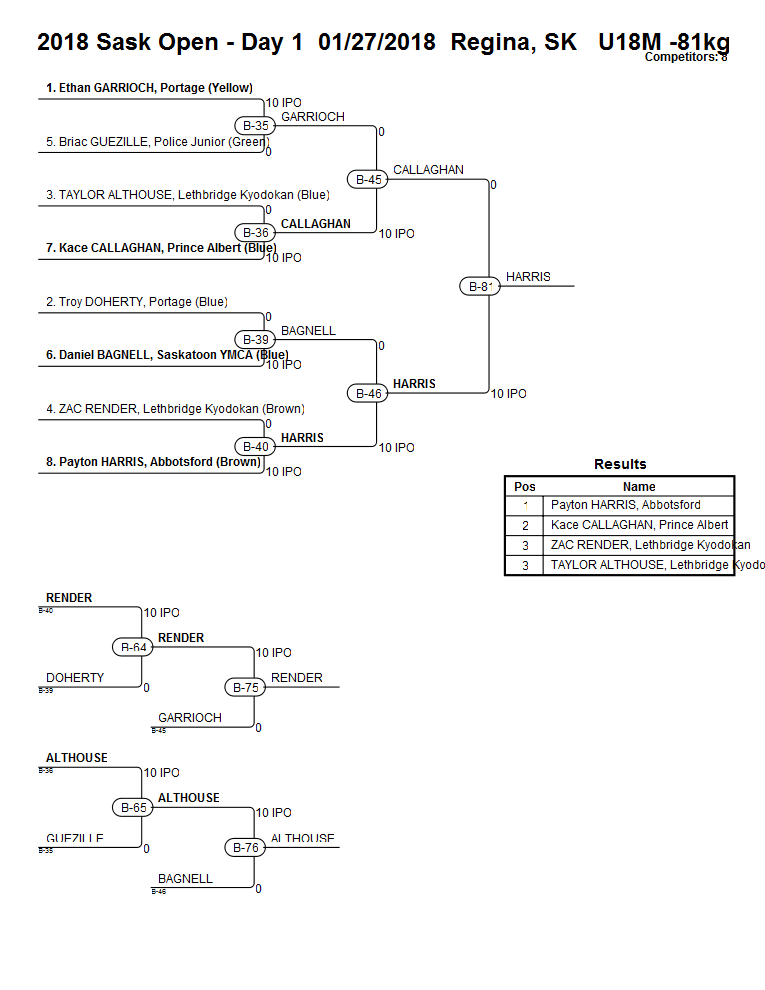 2018 Sask Open - Day 1  01/27/2018  Regina, SK   U18M -81kg
Competitors: 8
1. Ethan GARRIOCH, Portage (Yellow)
10 IPO
B-35
GARRIOCH
5. Briac GUEZILLE, Police Junior (Green)
0
0
B-45
CALLAGHAN
3. TAYLOR ALTHOUSE, Lethbridge Kyodokan (Blue)
0
B-36
CALLAGHAN
10 IPO
7. Kace CALLAGHAN, Prince Albert (Blue)
10 IPO
0
B-81
HARRIS
2. Troy DOHERTY, Portage (Blue)
0
B-39
BAGNELL
6. Daniel BAGNELL, Saskatoon YMCA (Blue)
10 IPO
0
B-46
HARRIS
10 IPO
4. ZAC RENDER, Lethbridge Kyodokan (Brown)
0
B-40
HARRIS
10 IPO
8. Payton HARRIS, Abbotsford (Brown)
10 IPO
Results
Pos Name
1 Payton HARRIS, Abbotsford
2 Kace CALLAGHAN, Prince Albert
3 ZAC RENDER, Lethbridge Kyodokan
3 TAYLOR ALTHOUSE, Lethbridge Kyodo
RENDER
B-40
10 IPO
B-64
RENDER
DOHERTY
B-39
0
10 IPO
B-75
RENDER
GARRIOCH
B-45
0
ALTHOUSE
B-36
10 IPO
B-65
ALTHOUSE
GUEZILLE
B-35
0
10 IPO
B-76
ALTHOUSE
BAGNELL
B-46
0